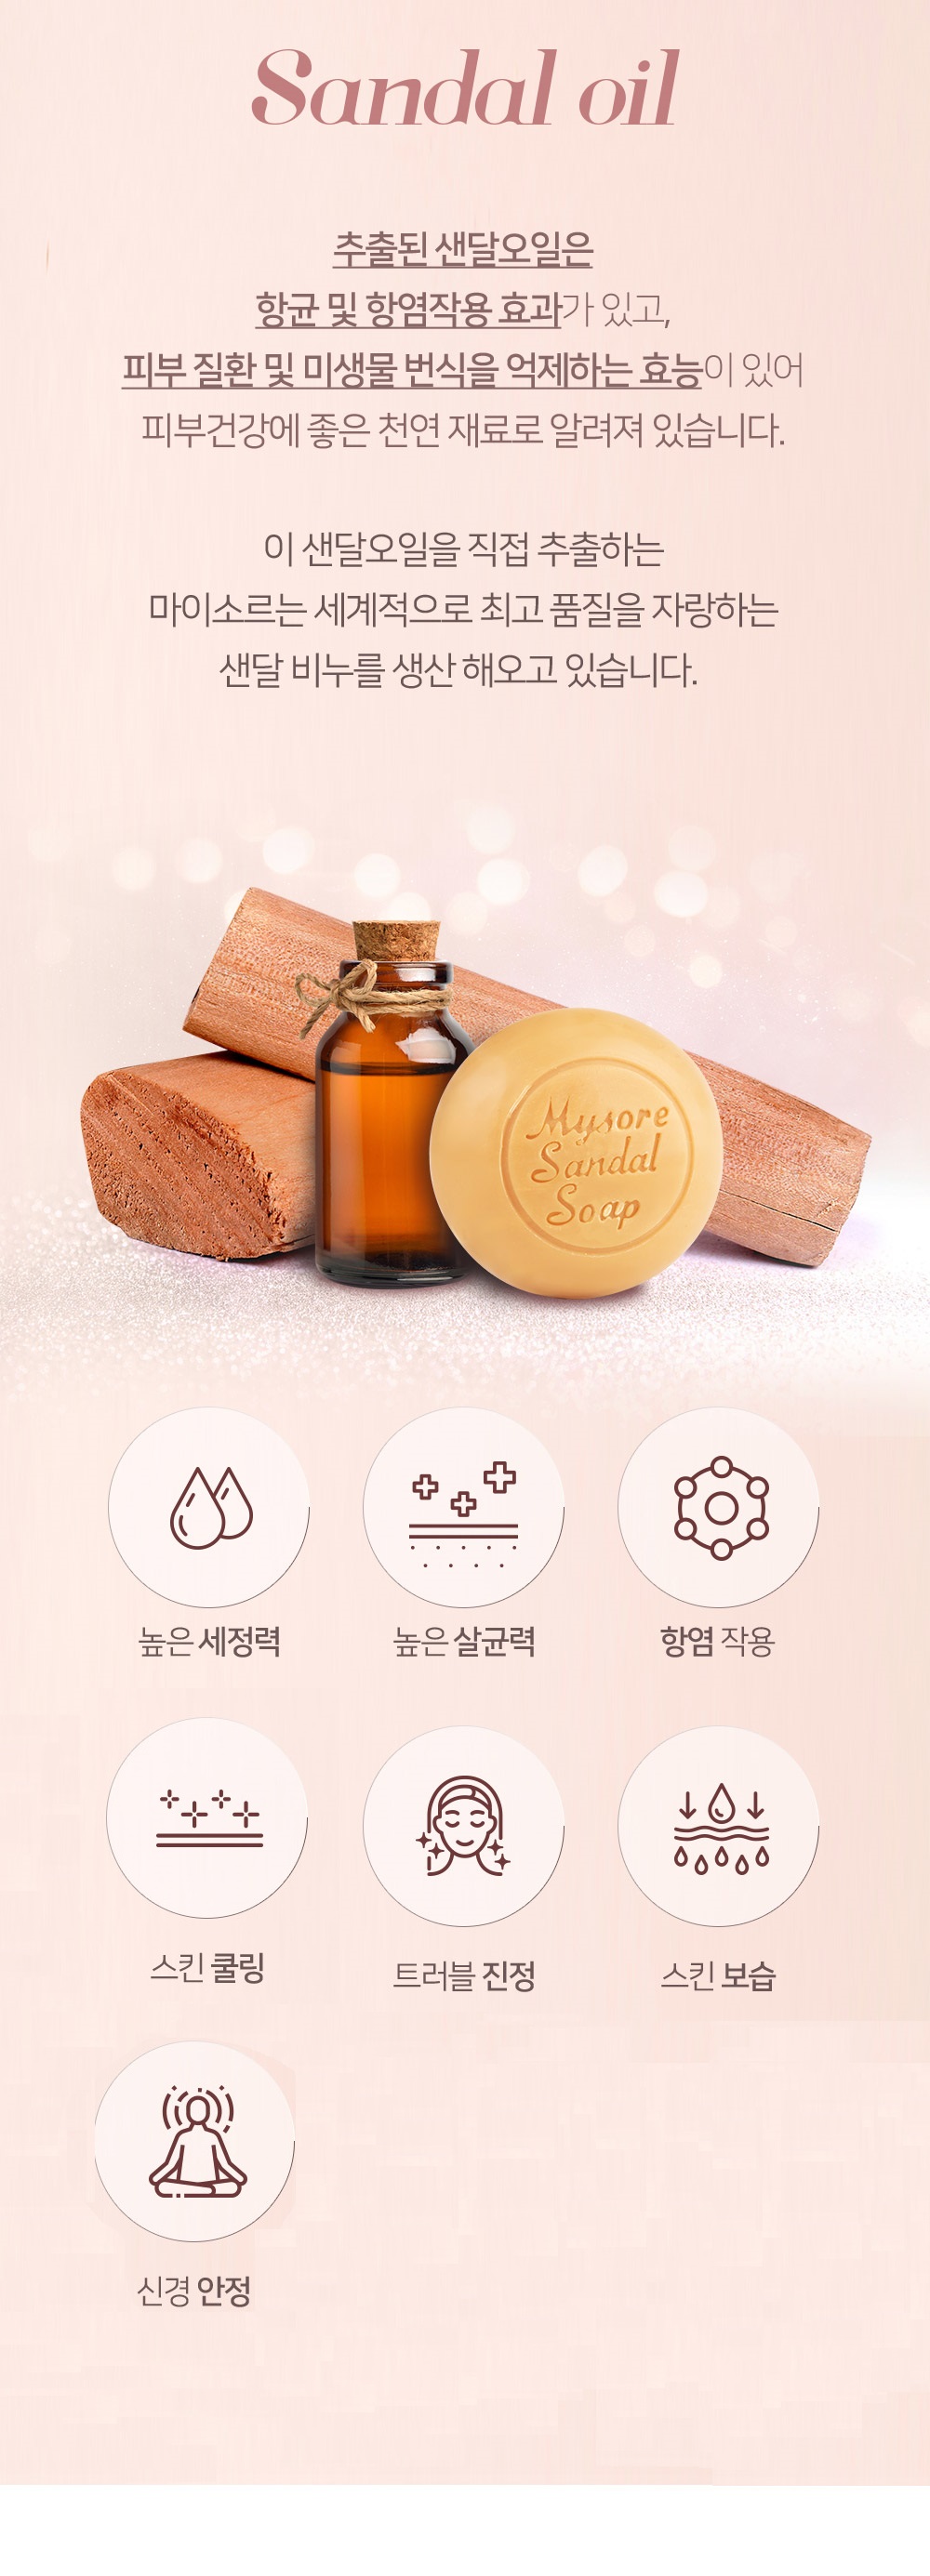 Sandal oil
추출된 샌달오일은
항균 및 항염작용 효과가 있고,
피부 질환 및 미생물 번식을 억제하는 효능이 있어
피부건강에 좋은 천연 재료로 알려져 있습니다.
이 샌달오일을 직접 추출하는
마이소르는 세계적으로 최고 품질을 자랑하는
샌달 비누를 생산 해오고 있습니다.
Mysore
Sandal
Soap
높은 세정력
높은 살균력
항염 작용
스킨 쿨링
트러블 진정
스킨 보습
신경 안정